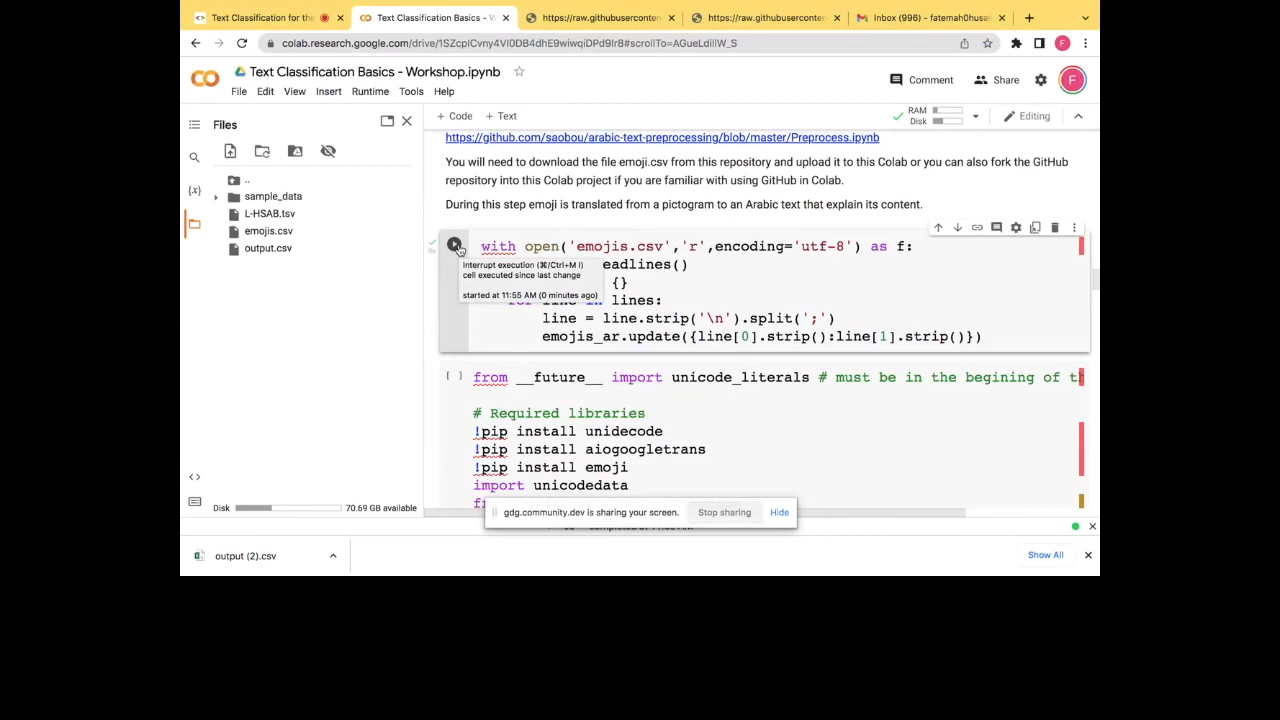 Text Classification for the
Text Classification Basics - W
https://raw.githubuserconten
https://raw.githubuserconten
Inbox (996) - fatemah0husai
colab.research.google.com/drive/1SZcpICvny4Vl0DB4dhE9wiwqiDPd9Ir8#scrollTo=AGueLdillW_S
F
CO
Text Classification Basics - Workshop.ipynb
Comment
Share
F
File Edit View Insert Runtime Tools Help
Files
+ Code + Text
RAM
Disk
Editing
https://github.com/saobou/arabic-text-preprocessing/blob/master/Preprocess.ipynb
You will need to download the file emoji.csv from this repository and upload it to this Colab or you can also fork the GitHub
repository into this Colab project if you are familiar with using GitHub in Colab.
During this step emoji is translated from a pictogram to an Arabic text that explain its content.
..
sample_data
L-HSAB.tsv
emojis.csv
output.csv
{x}
with open('emojis.csv','r',encoding='utf-8') as f:
eadlines()
{}
in lines:
line = line.strip('\n').split(';')
emojis_ar.update({line[0].strip():line[1].strip()})
Interrupt execution (⌘/Ctrl+M I)
cell executed since last change
started at 11:55 AM (0 minutes ago)
[ ] from __future__ import unicode_literals # must be in the begining of th
# Required libraries
!pip install unidecode
!pip install aiogoogletrans
!pip install emoji
import unicodedata
Disk
70.69 GB available
gdg.community.dev is sharing your screen.
Stop sharing
Hide
output (2).csv
Show All